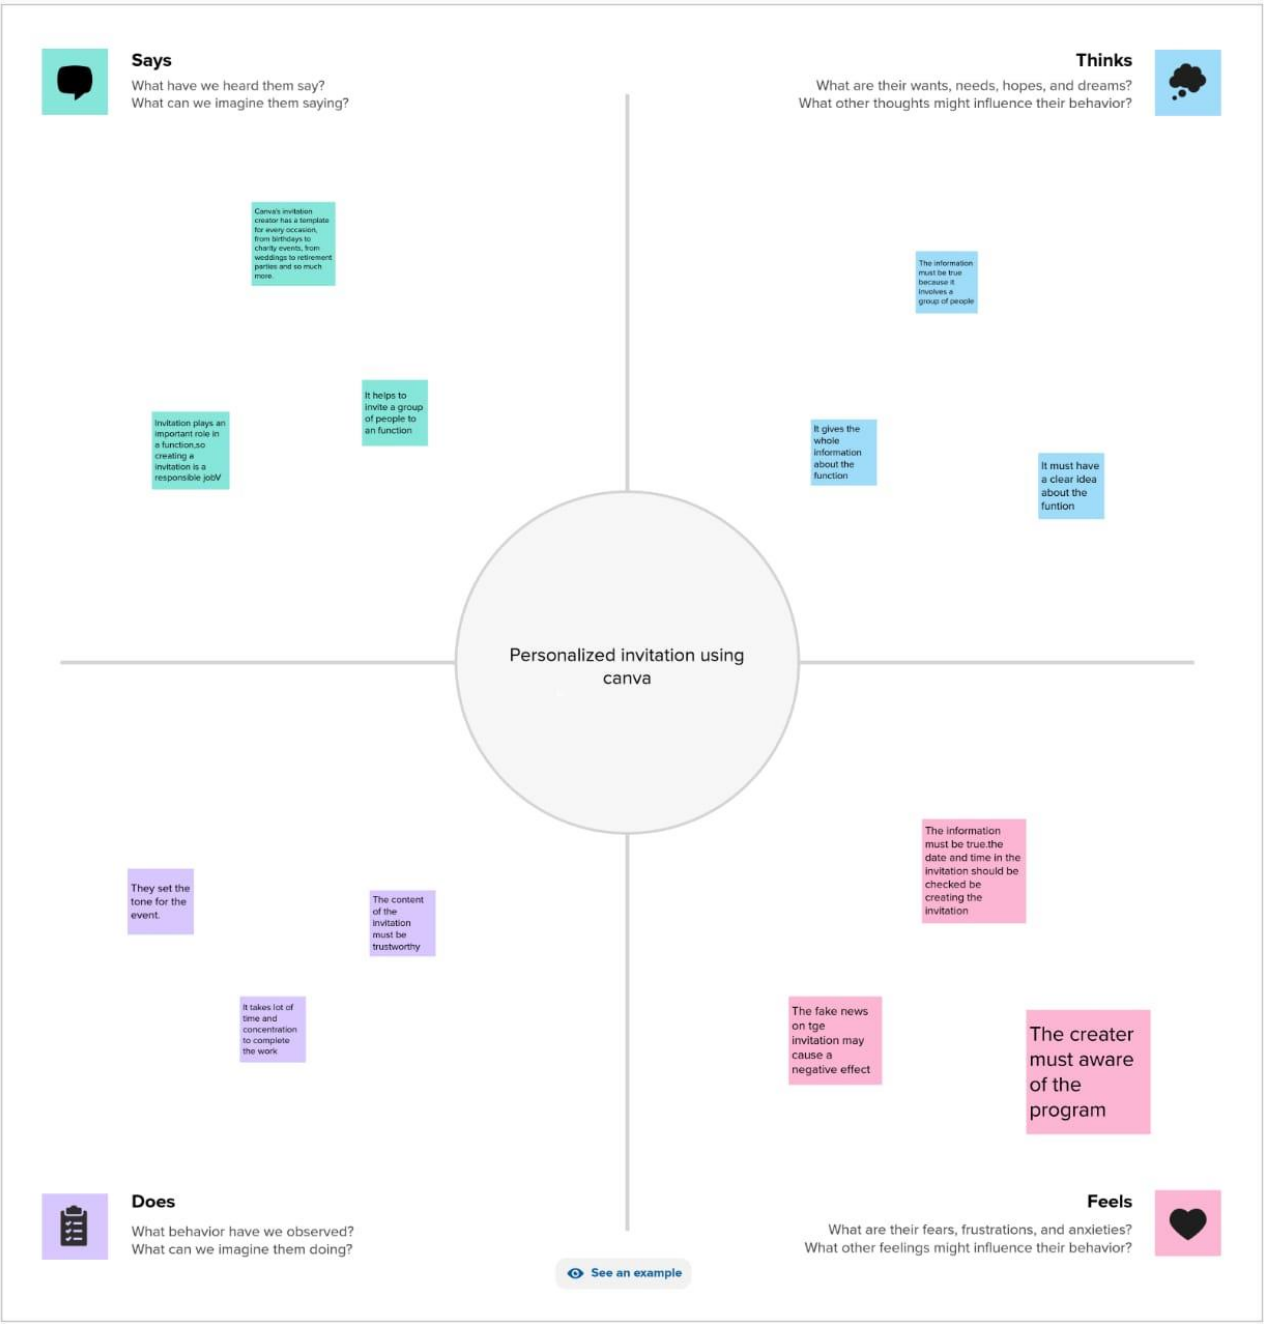 Says
What have we heard them say?
What can we imagine them saying?
Thinks
What are their wants, needs, hopes, and dreams?
What other thoughts might influence their behavior?
Canva's invitation
creator has a template
for every occasion,
from birthdays to
charity events, from
weddings to retirement
parties and so much
more.
It helps to
invite a group
of people to
an function
Invitation plays an
important role in
a function,so
creating a
invitation is a
responsible jobV
The information
must be true
because it
involves a
group of people
It gives the
whole
information
about the
function
It must have
a clear idea
about the
funtion
Personalized invitation using
canva
They set the
tone for the
event.
The content
of the
invitation
must be
trustworthy
It takes lot of
time and
concentration
to complete
the work
The information
must be true.the
date and time in the
invitation should be
checked be
creating the
invitation
The fake news
on tge
invitation may
cause a
negative effect
The creater
must aware
of the
program
Does
What behavior have we observed?
What can we imagine them doing?
Feels
What are their fears, frustrations, and anxieties?
What other feelings might influence their behavior?
See an example